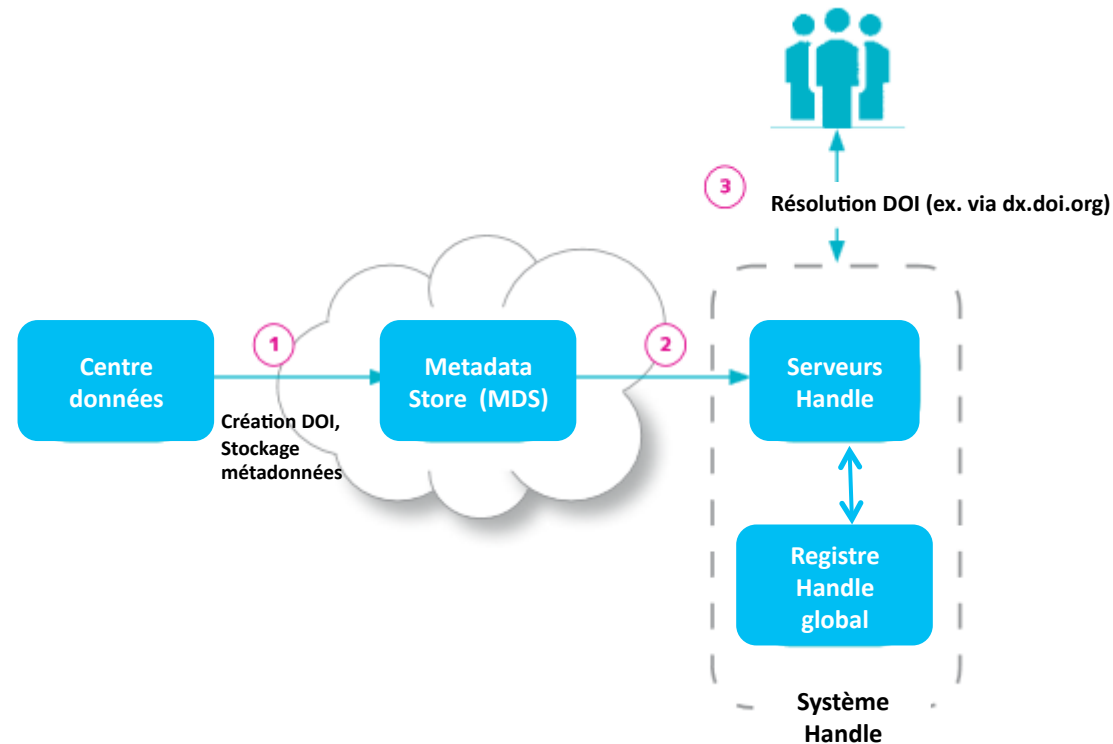 3
Résolution DOI (ex. via dx.doi.org)
1
2
Centre
données
Metadata
Store (MDS)
Serveurs
Handle
Création DOI,
Stockage
métadonnées
Registre
Handle
global
Système
Handle